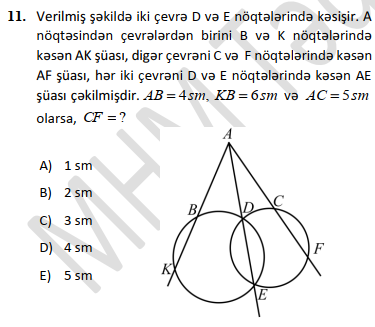 11. Verilmiş şəkildə iki çevrə D və E nöqtələrində kəsişir. A
nöqtəsindən çevrələrdən birini B və K nöqtələrində
kəsən AK şüası, digər çevrəni C və F nöqtələrində kəsən
AF şüası, hər iki çevrəni D və E nöqtələrində kəsən AE
şüası çəkilmişdir. AB = 4sm, KB = 6sm və AC = 5sm
olarsa, CF = ?
A) 1 sm
B) 2 sm
C) 3 sm
D) 4 sm
E) 5 sm
A
B
D
C
K
F
E